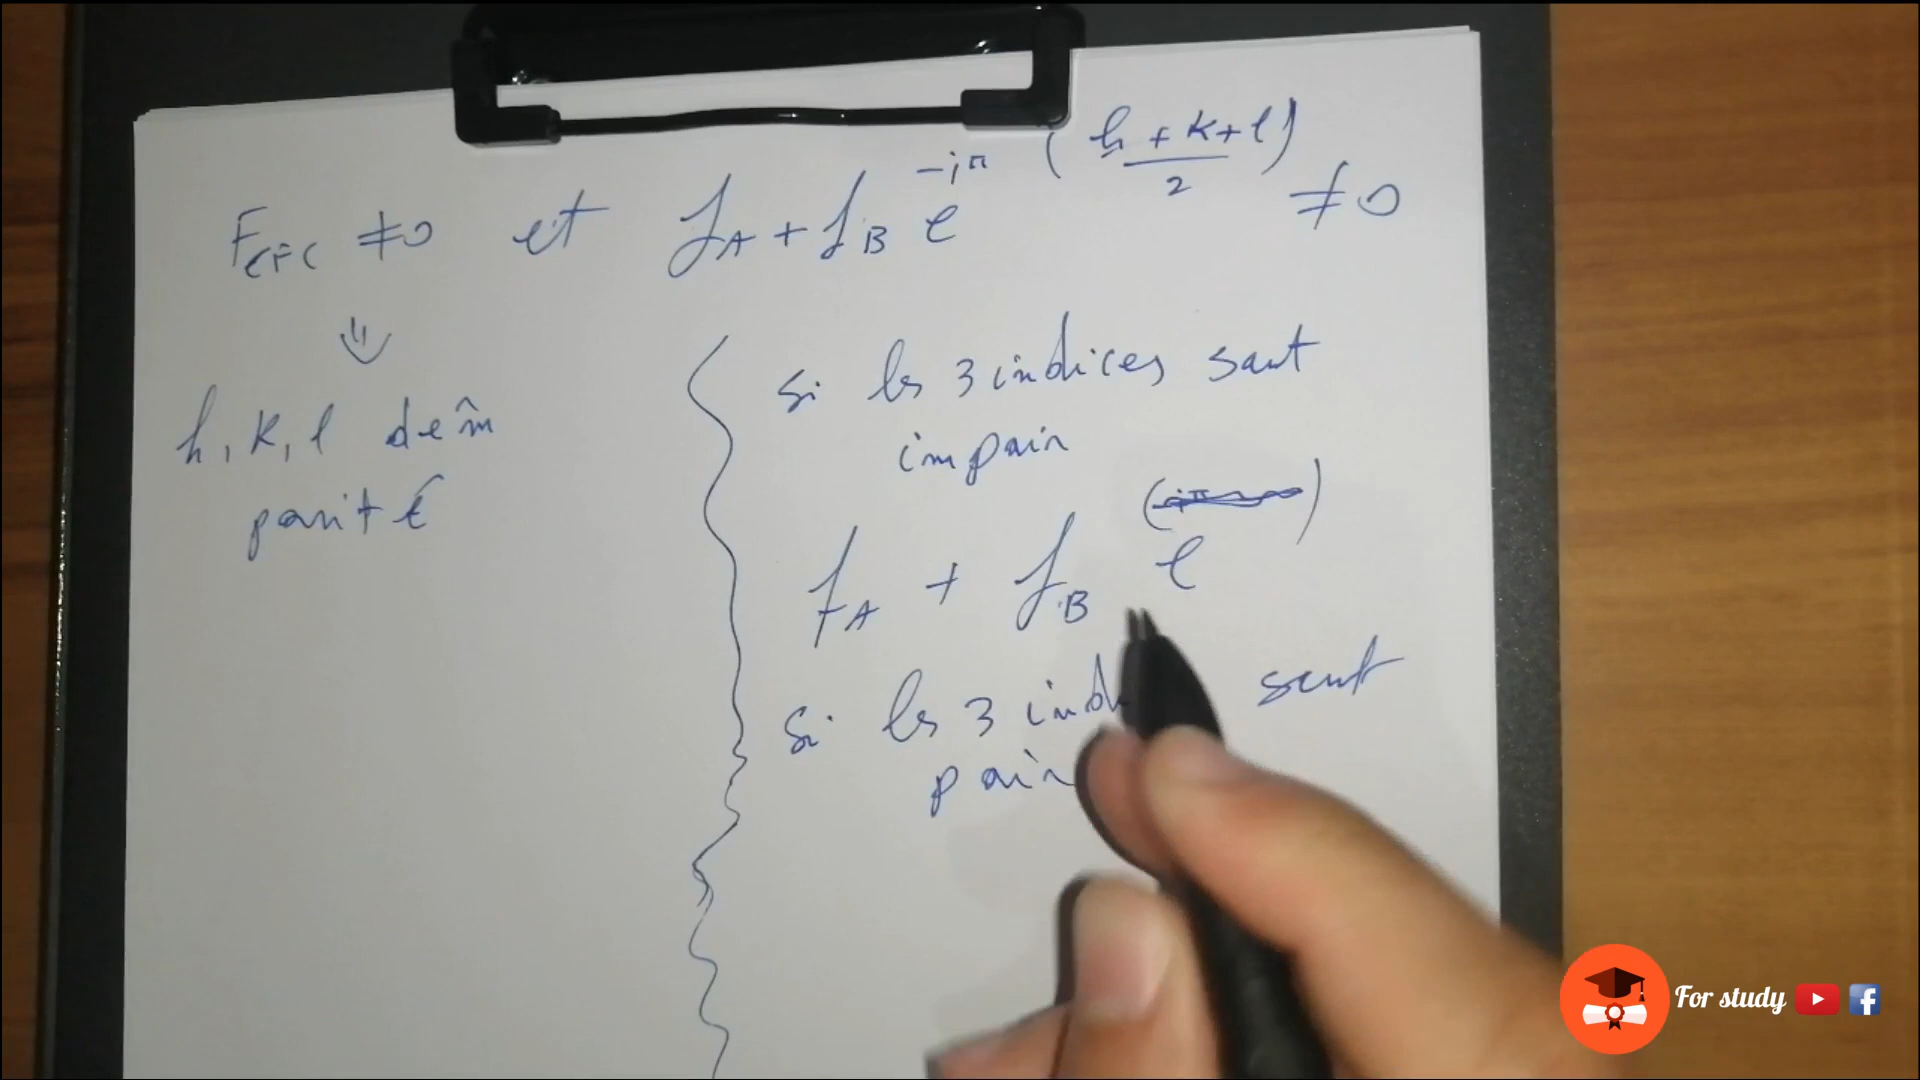 F_CFC ≠0 et f_A + f_B e^{-iπ (h+K+l)/2} ≠0
h, K, l de m̂
parité
si les 3 indices sont
impair
f_A + f_B e
si les 3 ind sont
pair
For study